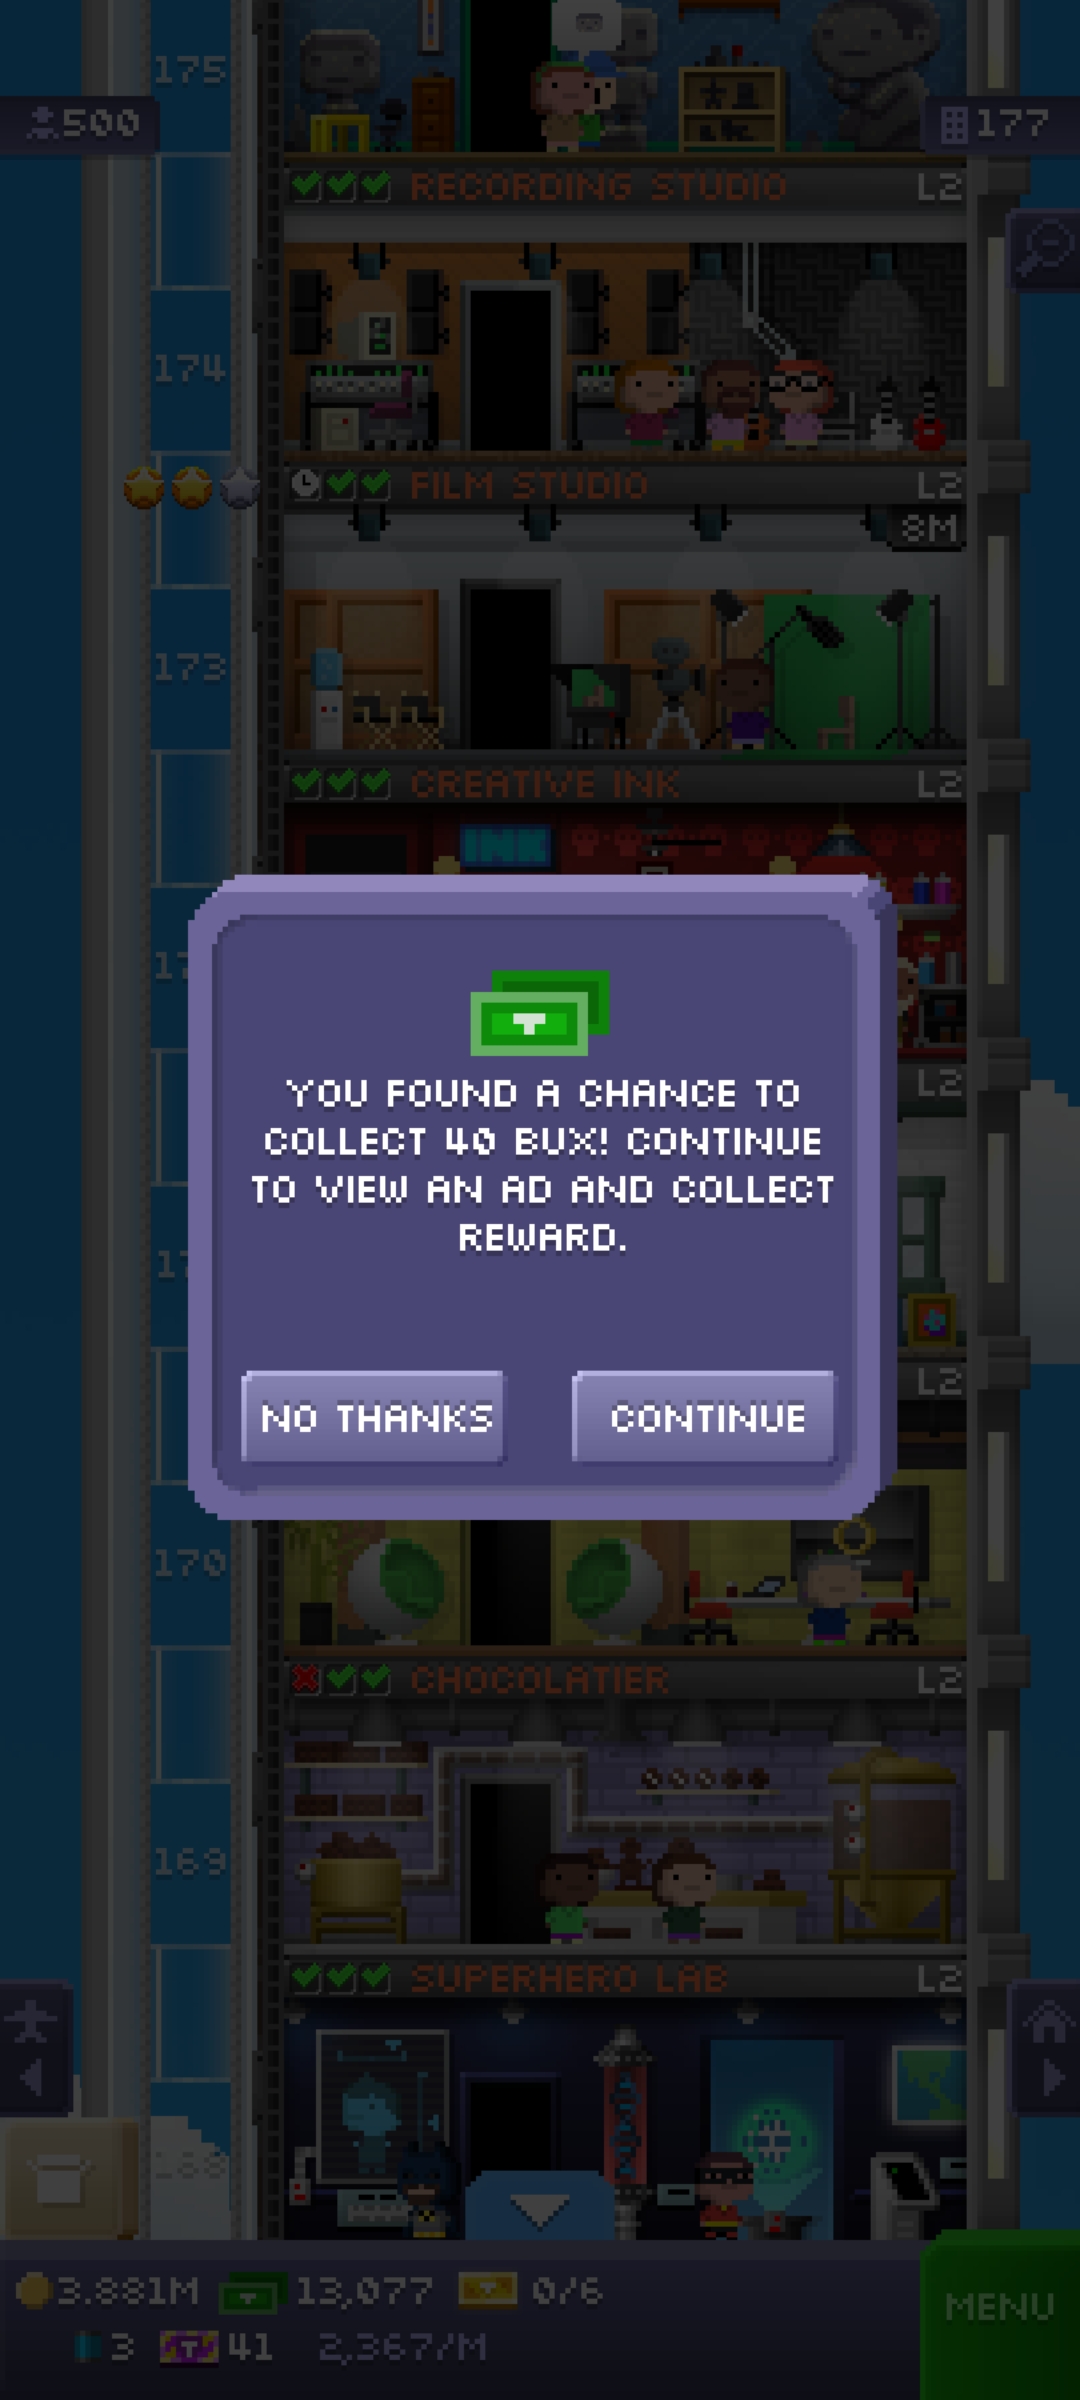 175
500
177
RECORDING STUDIO
L2
174
FILM STUDIO
L2
8M
173
CREATIVE INK
L2
INK
L2
YOU FOUND A CHANCE TO
COLLECT 40 BUX! CONTINUE
TO VIEW AN AD AND COLLECT
REWARD.
L2
NO THANKS
CONTINUE
170
CHOCOLATIER
L2
169
SUPERHERO LAB
L2
3.881M
13,077
0/6
MENU
3
41
2,367/M